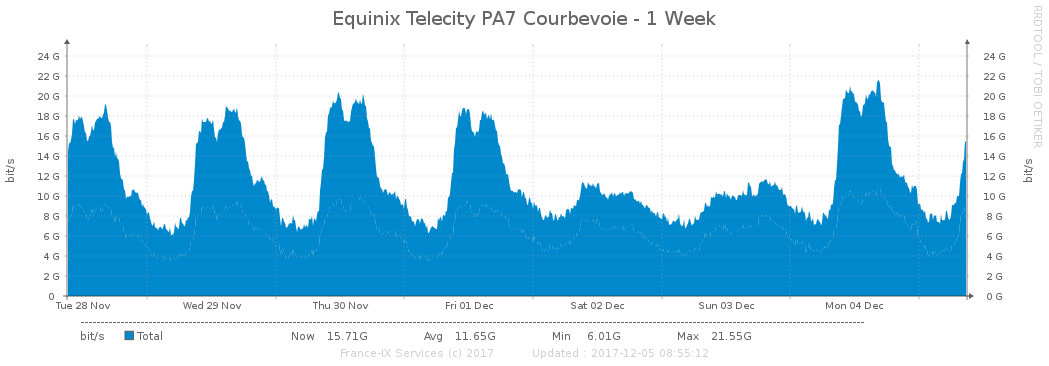 Equinix Telecity PA7 Courbevoie - 1 Week
RRDTOOL / TOBI OETIKER
bit/s
24 G 24 G
22 G 22 G
20 G 20 G
18 G 18 G
16 G 16 G
14 G 14 G
12 G 12 G
10 G 10 G
8 G 8 G
6 G 6 G
4 G 4 G
2 G 2 G
0 0 G
bit/s
Tue 28 Nov Wed 29 Nov Thu 30 Nov Fri 01 Dec Sat 02 Dec Sun 03 Dec Mon 04 Dec
bit/s Total Now 15.71G Avg 11.65G Min 6.01G Max 21.55G
France-IX Services (c) 2017 Updated : 2017-12-05 08:55:12